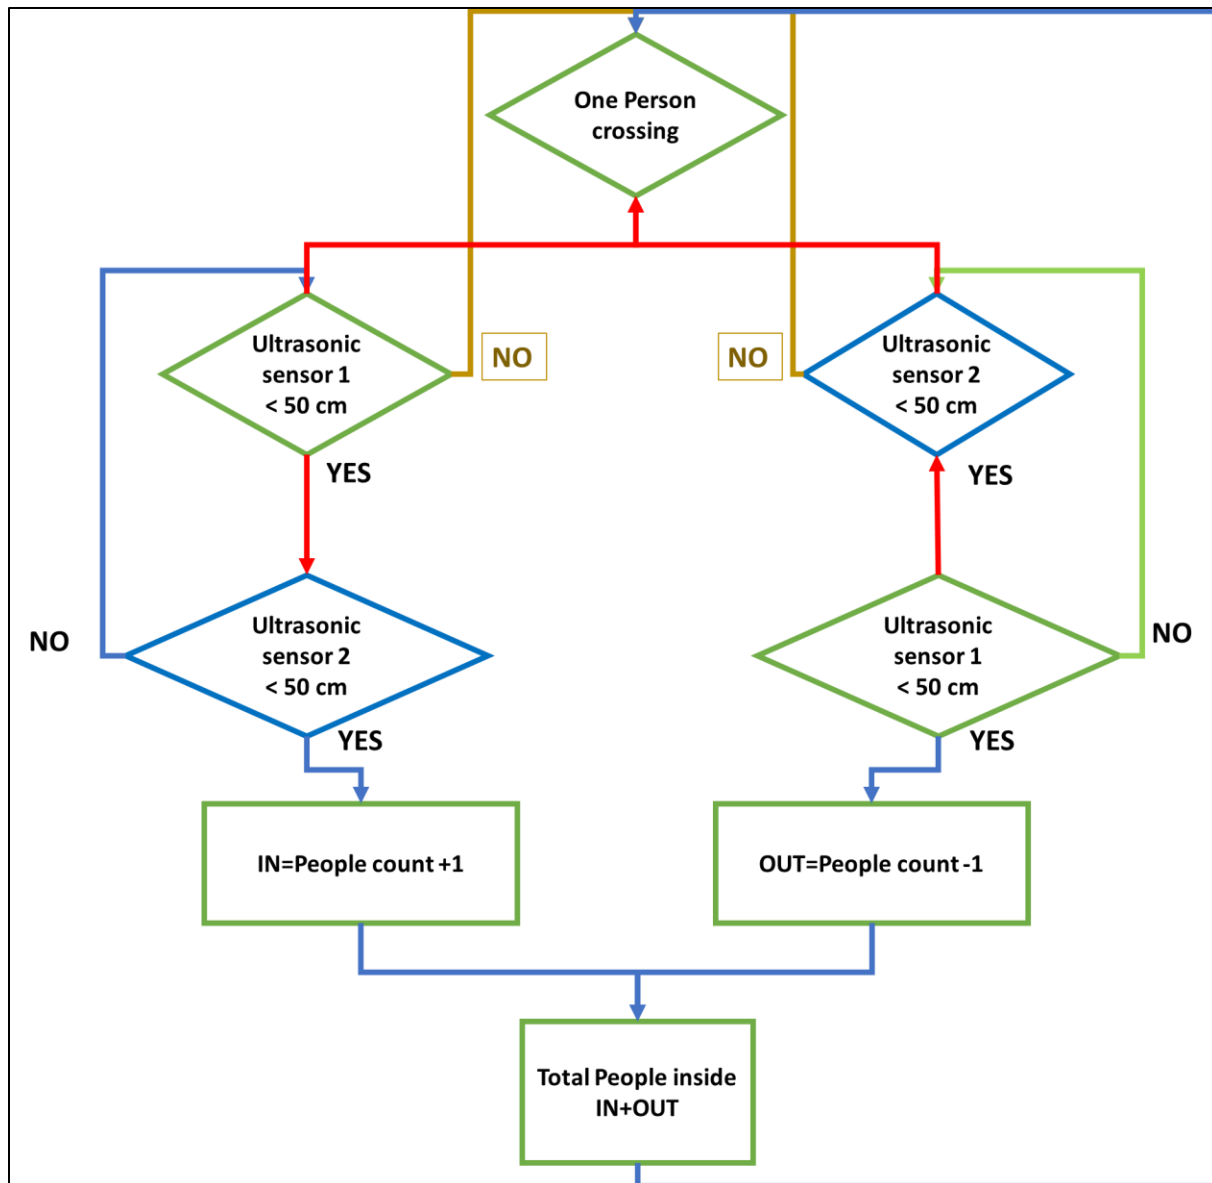 One Person
crossing
Ultrasonic
sensor 1
< 50 cm
NO
NO
Ultrasonic
sensor 2
< 50 cm
YES
YES
Ultrasonic
sensor 2
< 50 cm
NO
Ultrasonic
sensor 1
< 50 cm
NO
YES
YES
IN=People count +1
OUT=People count -1
Total People inside
IN+OUT